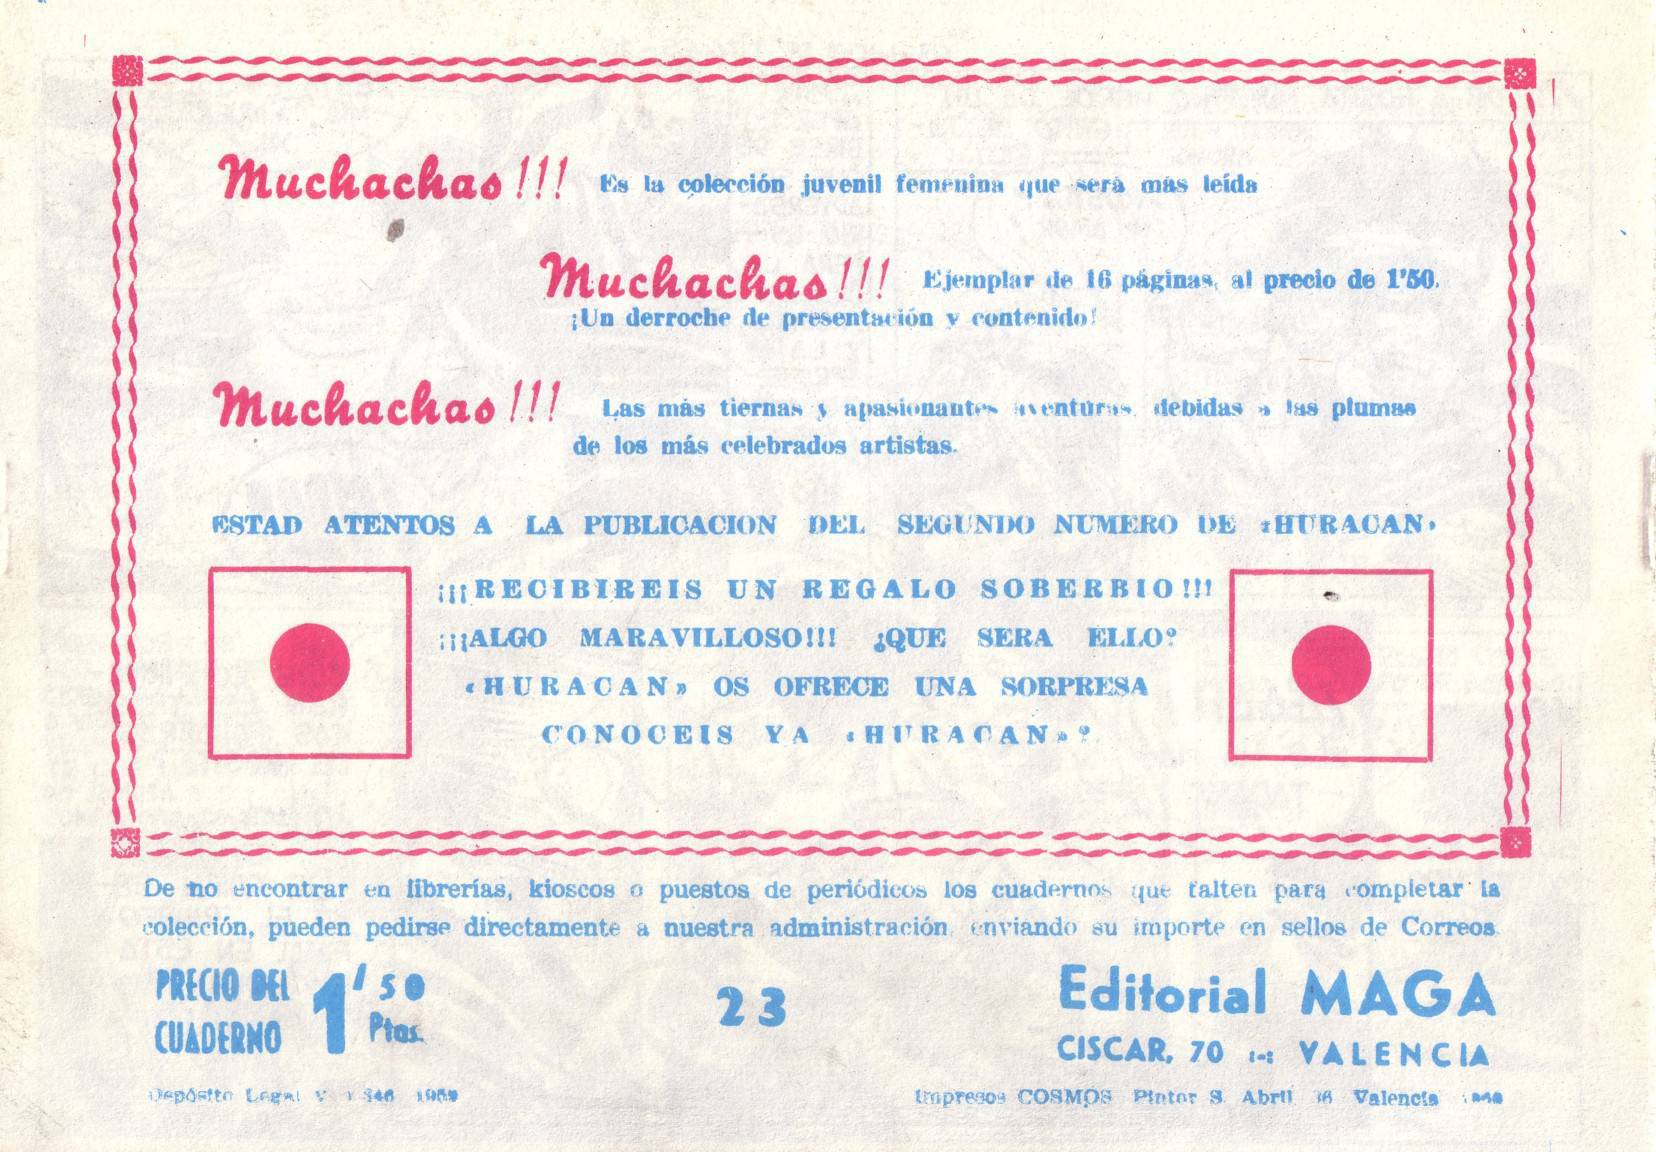 Muchachas!!! Es la colección juvenil femenina que será más leída
Muchachas!!! Ejemplar de 16 páginas, al precio de 1'50.
¡Un derroche de presentación y contenido!
Muchachas!!! Las más tiernas y apasionantes aventuras, debidas a las plumas
de los más celebrados artistas.
ESTAD ATENTOS A LA PUBLICACION DEL SEGUNDO NUMERO DE «HURACAN»
¡¡¡RECIBIREIS UN REGALO SOBERBIO!!!
¡¡¡ALGO MARAVILLOSO!!! ¿QUE SERA ELLO?
«HURACAN» OS OFRECE UNA SORPRESA
CONOCEIS YA «HURACAN»?
De no encontrar en librerías, kioscos o puestos de periódicos los cuadernos que falten para completar la
colección, pueden pedirse directamente a nuestra administración, enviando su importe en sellos de Correos.
PRECIO DEL CUADERNO 1'50 Ptas.
23
Editorial MAGA
CISCAR, 70 :-: VALENCIA
Depósito Legal V
Impresos COSMOS Pintor S. Abril Valencia